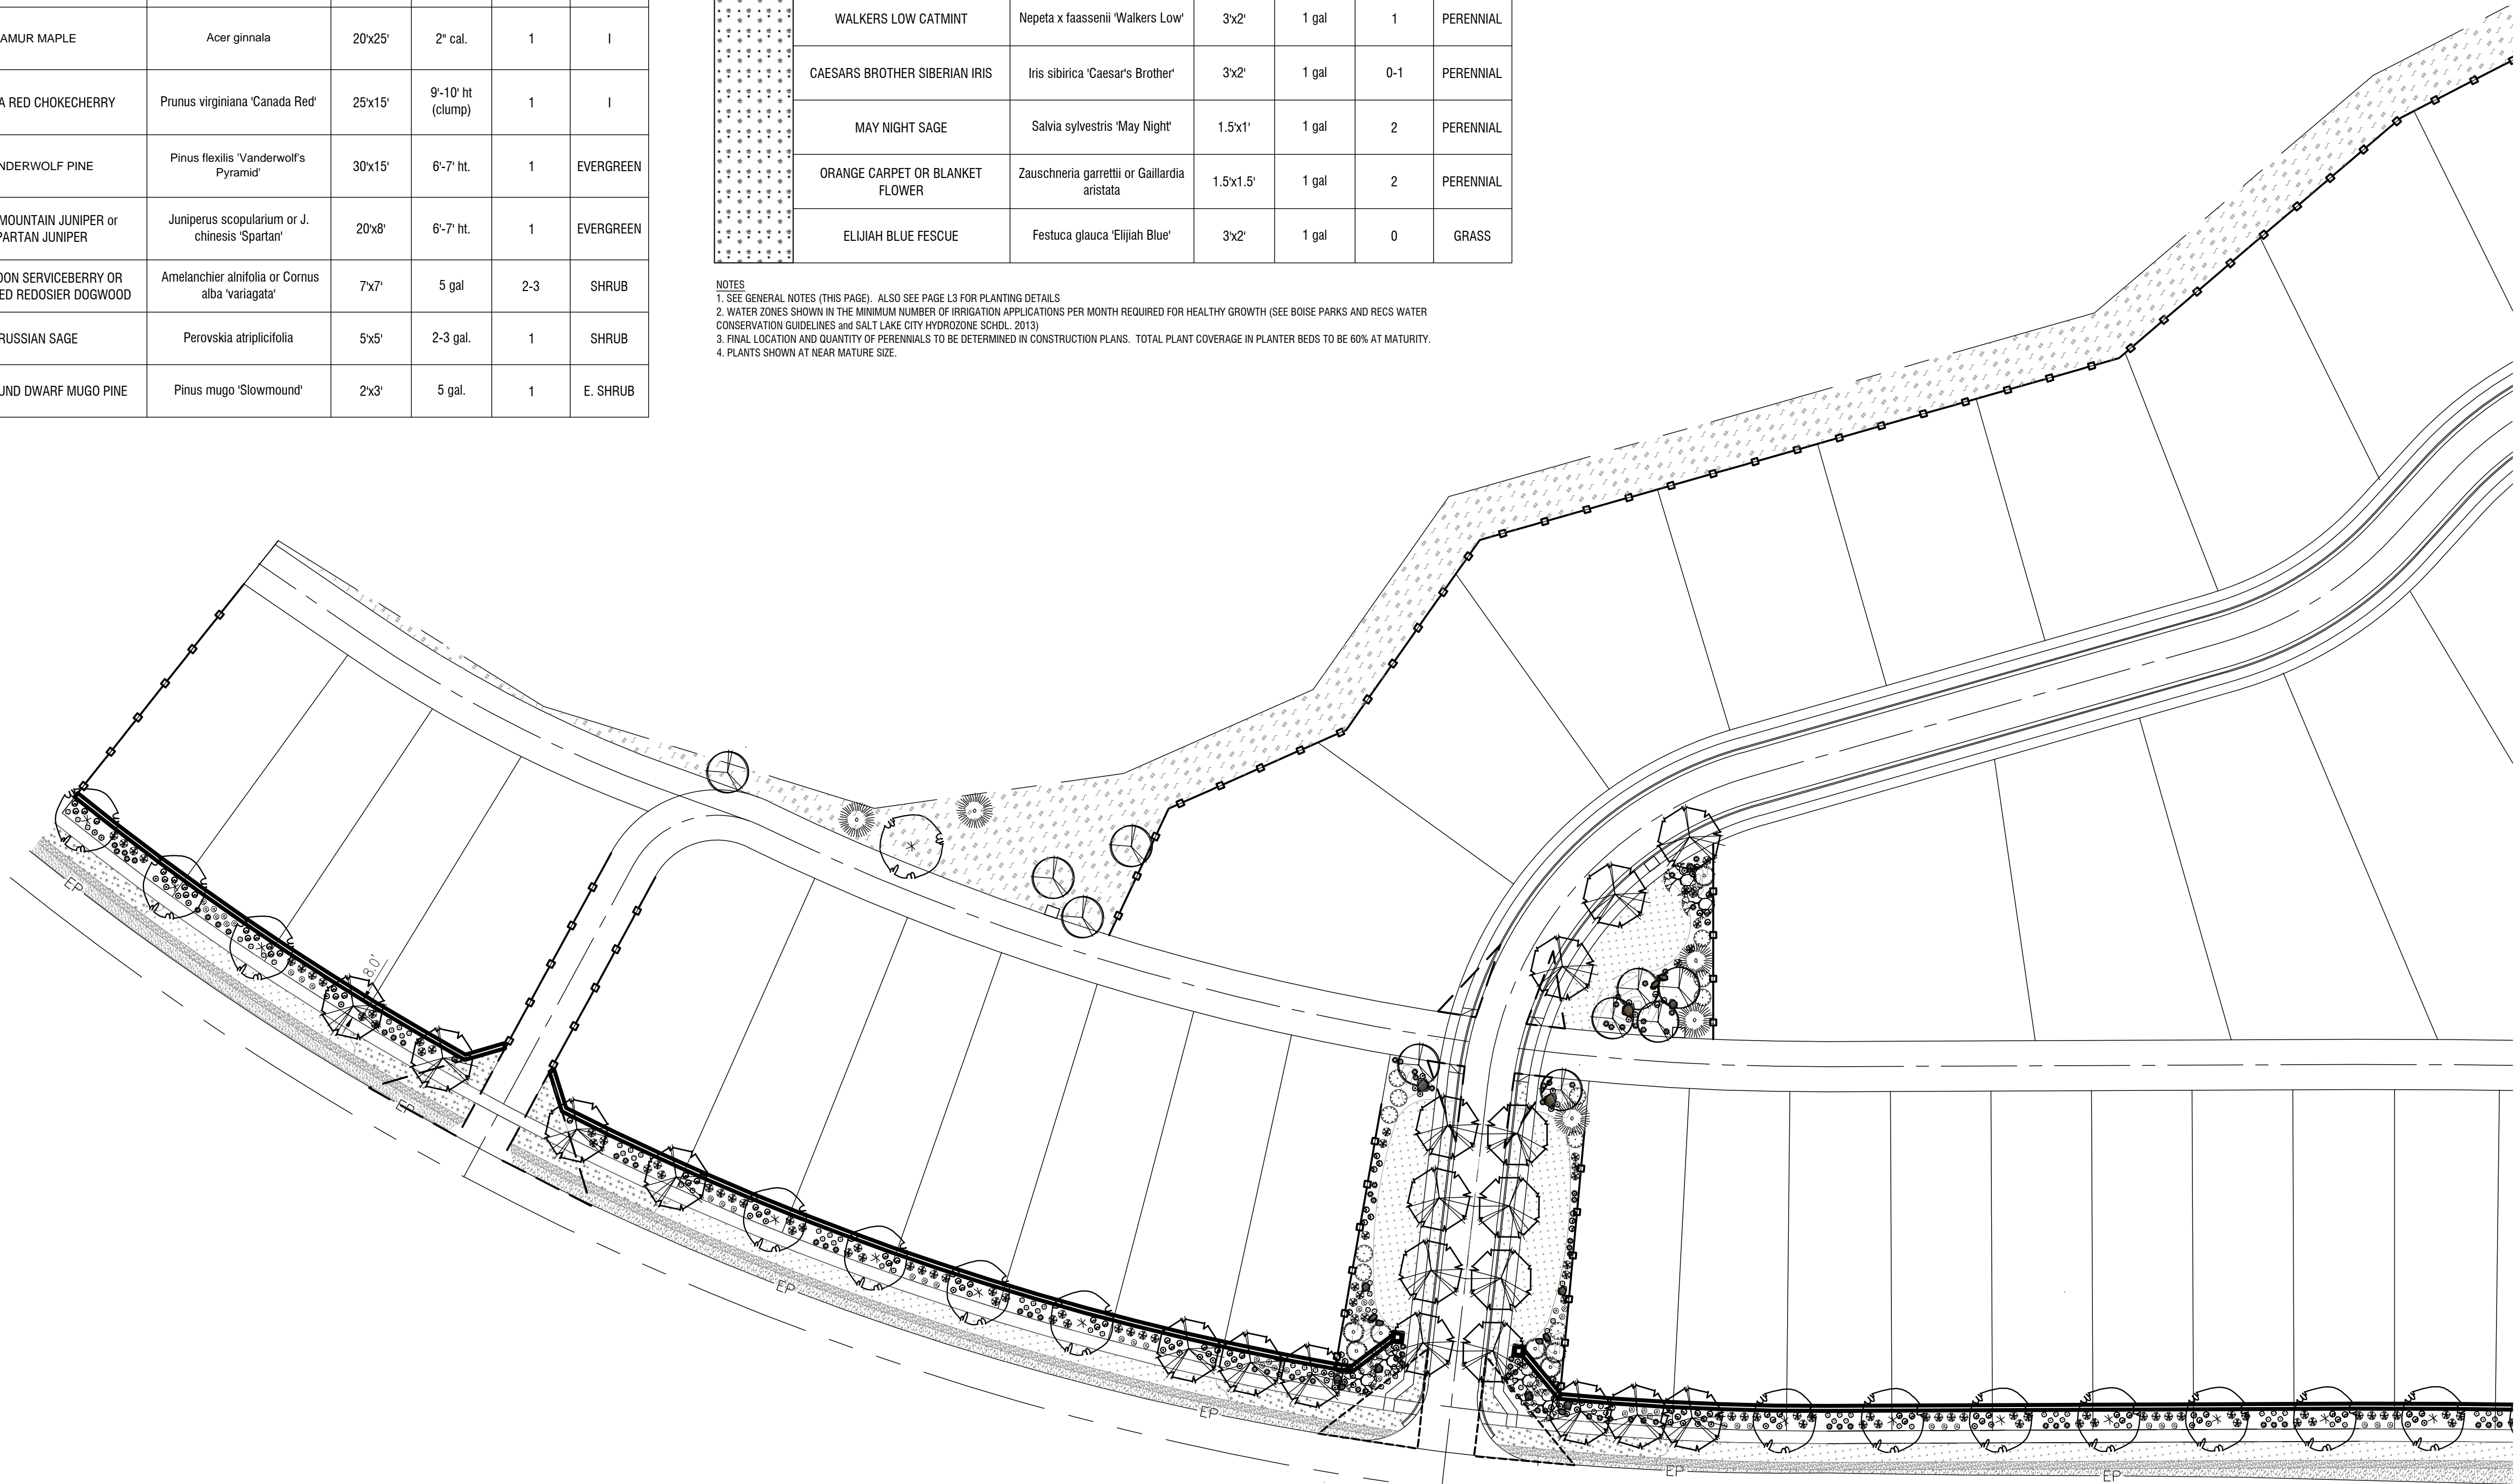 AMUR MAPLE
Acer ginnala
20'x25'
2" cal.
1
I
A RED CHOKECHERRY
Prunus virginiana 'Canada Red'
25'x15'
9'-10' ht
(clump)
1
I
NDERWOLF PINE
Pinus flexilis 'Vanderwolf's
Pyramid'
30'x15'
6'-7' ht.
1
EVERGREEN
MOUNTAIN JUNIPER or
PARTAN JUNIPER
Juniperus scopularium or J.
chinesis 'Spartan'
20'x8'
6'-7' ht.
1
EVERGREEN
OON SERVICEBERRY OR
ED REDOSIER DOGWOOD
Amelanchier alnifolia or Cornus
alba 'variagata'
7'x7'
5 gal
2-3
SHRUB
RUSSIAN SAGE
Perovskia atriplicifolia
5'x5'
2-3 gal.
1
SHRUB
UND DWARF MUGO PINE
Pinus mugo 'Slowmound'
2'x3'
5 gal.
1
E. SHRUB
WALKERS LOW CATMINT
Nepeta x faassenii 'Walkers Low'
3'x2'
1 gal
1
PERENNIAL
CAESARS BROTHER SIBERIAN IRIS
Iris sibirica 'Caesar's Brother'
3'x2'
1 gal
0-1
PERENNIAL
MAY NIGHT SAGE
Salvia sylvestris 'May Night'
1.5'x1'
1 gal
2
PERENNIAL
ORANGE CARPET OR BLANKET
FLOWER
Zauschneria garrettii or Gaillardia
aristata
1.5'x1.5'
1 gal
2
PERENNIAL
ELIJIAH BLUE FESCUE
Festuca glauca 'Elijiah Blue'
3'x2'
1 gal
0
GRASS
NOTES
1. SEE GENERAL NOTES (THIS PAGE). ALSO SEE PAGE L3 FOR PLANTING DETAILS
2. WATER ZONES SHOWN IN THE MINIMUM NUMBER OF IRRIGATION APPLICATIONS PER MONTH REQUIRED FOR HEALTHY GROWTH (SEE BOISE PARKS AND RECS WATER
CONSERVATION GUIDELINES and SALT LAKE CITY HYDROZONE SCHDL. 2013)
3. FINAL LOCATION AND QUANTITY OF PERENNIALS TO BE DETERMINED IN CONSTRUCTION PLANS. TOTAL PLANT COVERAGE IN PLANTER BEDS TO BE 60% AT MATURITY.
4. PLANTS SHOWN AT NEAR MATURE SIZE.
EP
8.0'
EP
EP
EP
EP
EP